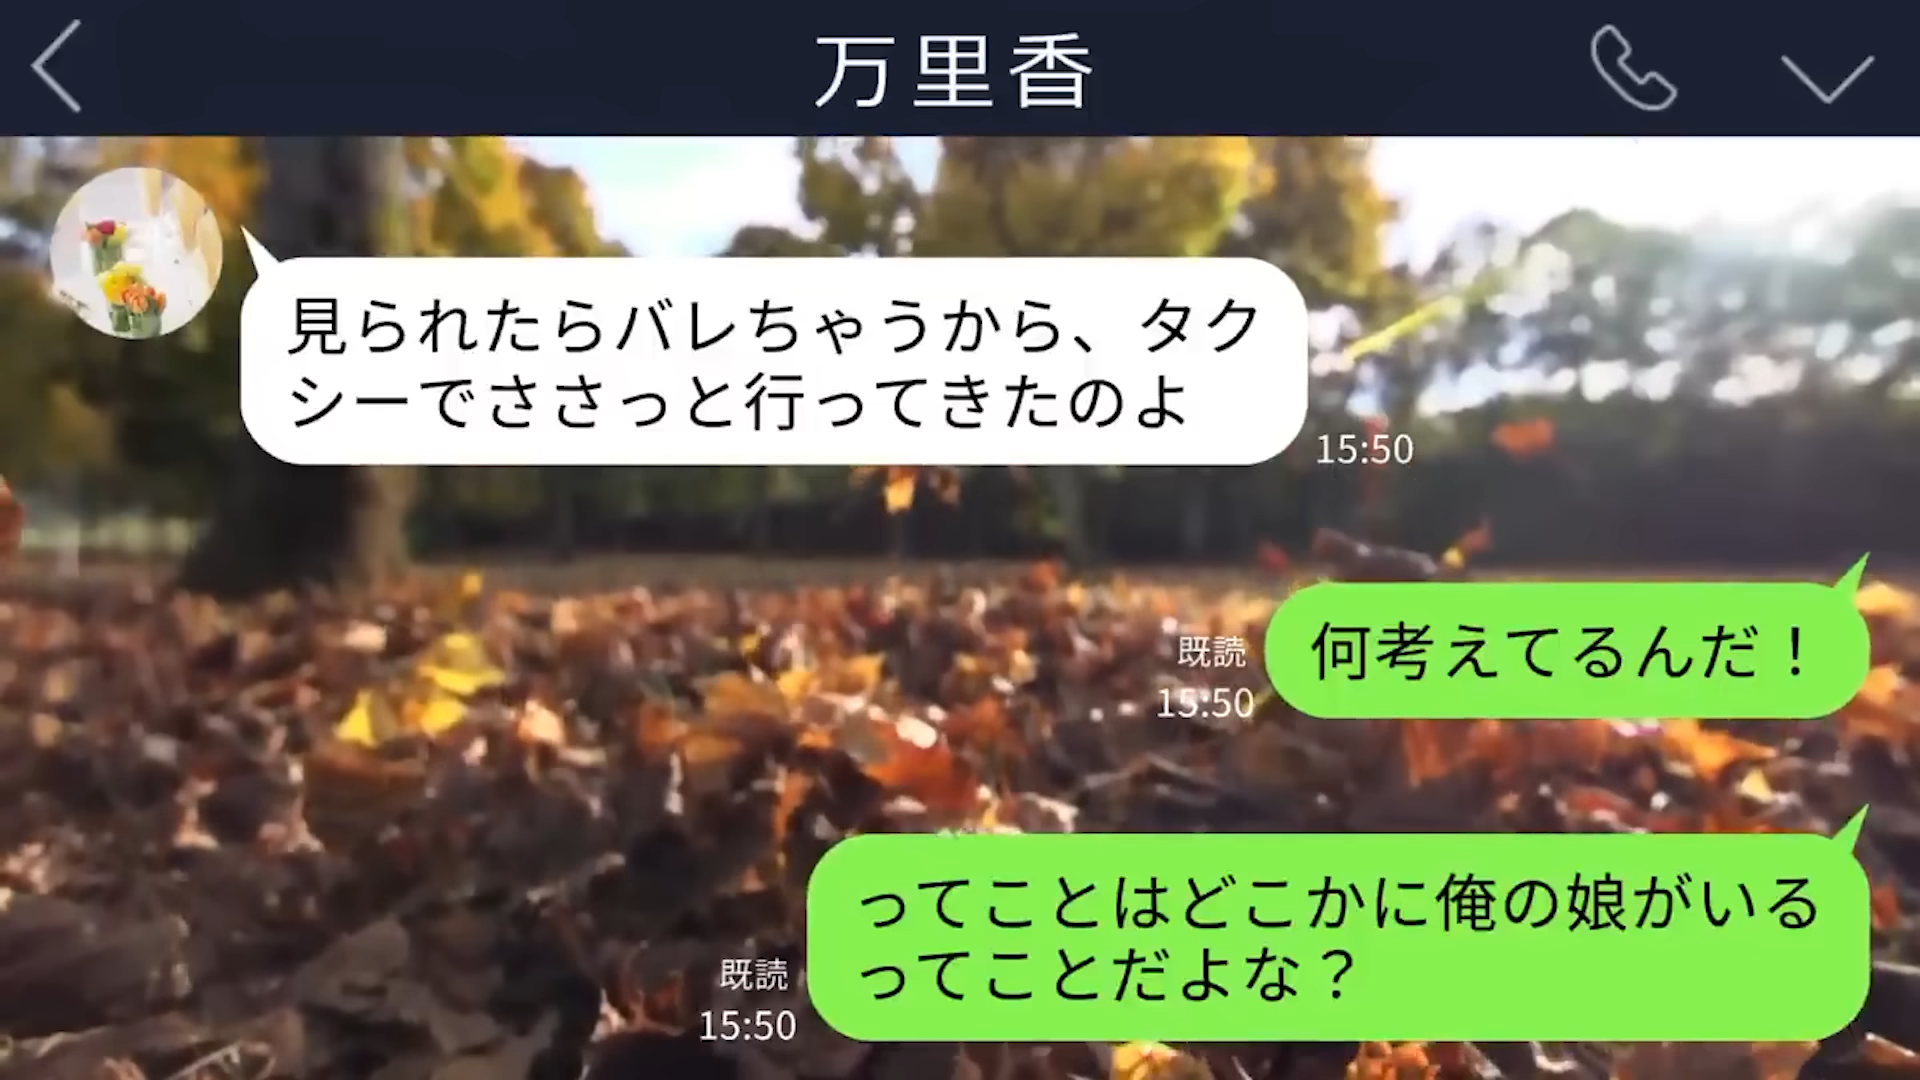 万里香
見られたらバレちゃうから、タク
シーでささっと行ってきたのよ
15:50
何考えてるんだ！
既読
15:50
ってことはどこかに俺の娘がいる
ってことだよな？
既読
15:50